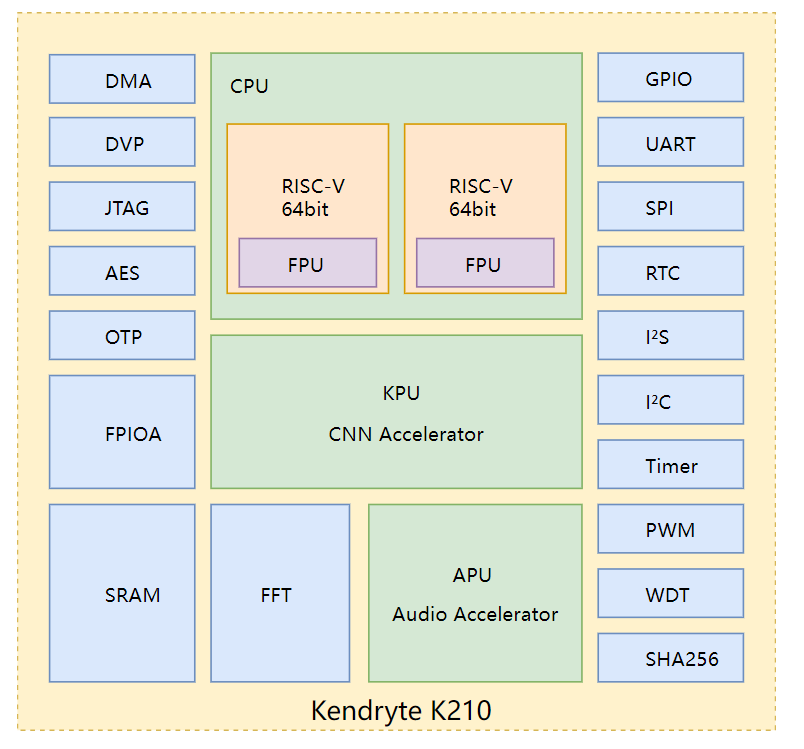 DMA
DVP
JTAG
AES
OTP
FPIOA
SRAM
CPU
RISC-V
64bit
FPU
RISC-V
64bit
FPU
KPU
CNN Accelerator
FFT
APU
Audio Accelerator
GPIO
UART
SPI
RTC
I²S
I²C
Timer
PWM
WDT
SHA256
Kendryte K210